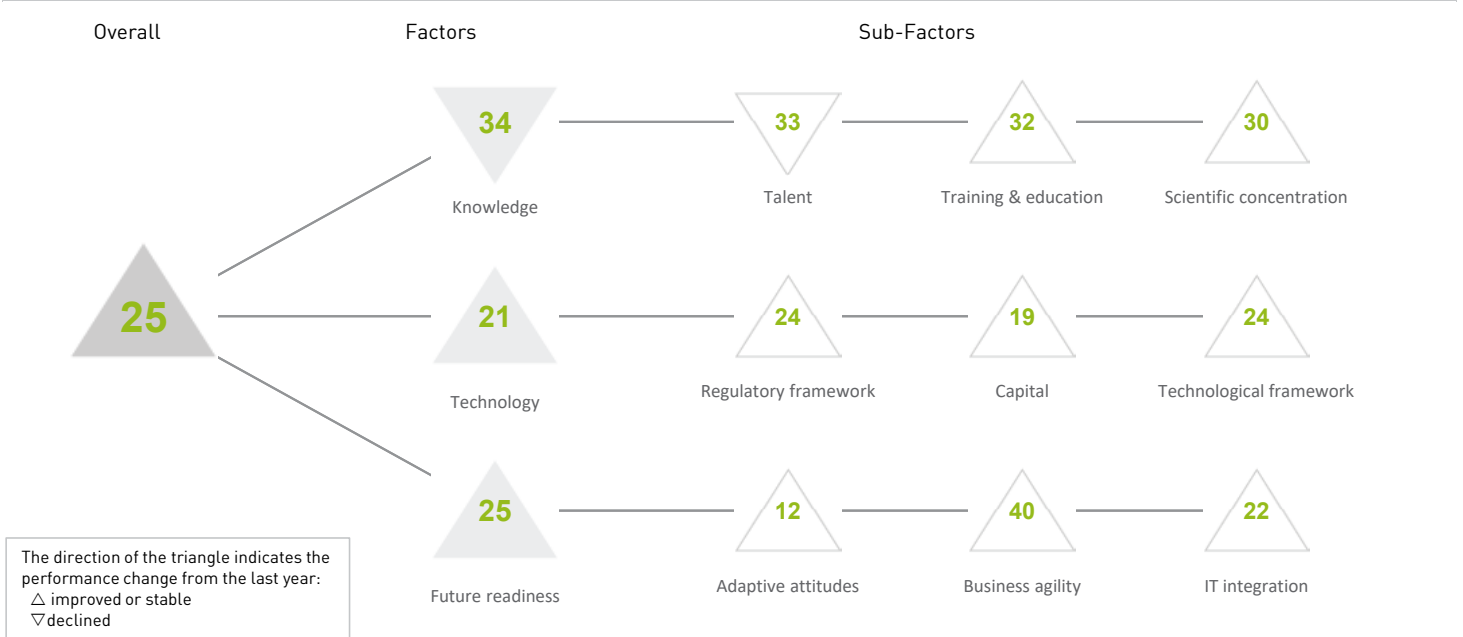 Overall Factors Sub-Factors
34 33 32 30
Knowledge Talent Training & education Scientific concentration
25 21 24 19 24
Technology Regulatory framework Capital Technological framework
25 12 40 22
Future readiness Adaptive attitudes Business agility IT integration
The direction of the triangle indicates the
performance change from the last year:
△ improved or stable
▽ declined